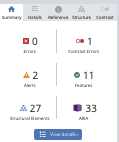 Summary Details Reference Structure Contrast
0 1
Errors Contrast Errors
2 11
Alerts Features
27 33
Structural Elements ARIA
View details ›